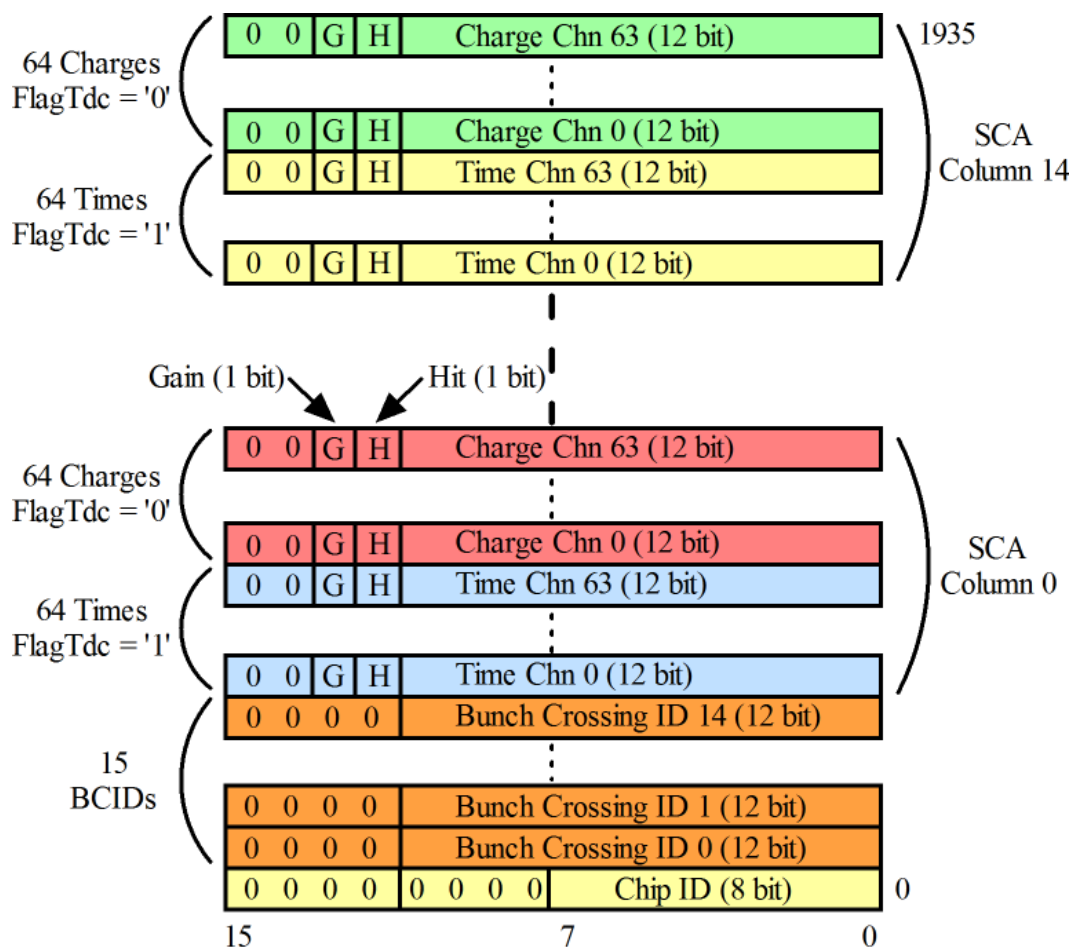 0 0 G H Charge Chn 63 (12 bit) 1935
64 Charges
FlagTdc = '0'
0 0 G H Charge Chn 0 (12 bit)
SCA
Column 14
0 0 G H Time Chn 63 (12 bit)
64 Times
FlagTdc = '1'
0 0 G H Time Chn 0 (12 bit)
Gain (1 bit) Hit (1 bit)
0 0 G H Charge Chn 63 (12 bit)
64 Charges
FlagTdc = '0'
0 0 G H Charge Chn 0 (12 bit)
SCA
Column 0
0 0 G H Time Chn 63 (12 bit)
64 Times
FlagTdc = '1'
0 0 G H Time Chn 0 (12 bit)
0 0 0 0 Bunch Crossing ID 14 (12 bit)
15
BCIDs
0 0 0 0 Bunch Crossing ID 1 (12 bit)
0 0 0 0 Bunch Crossing ID 0 (12 bit)
0 0 0 0 0 0 0 0 Chip ID (8 bit) 0
15 7 0